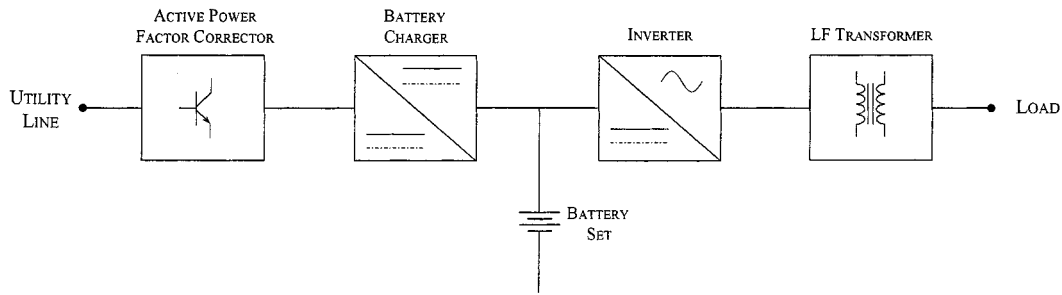 ACTIVE POWER
FACTOR CORRECTOR
BATTERY
CHARGER
INVERTER
LF TRANSFORMER
UTILITY
LINE
LOAD
BATTERY
SET